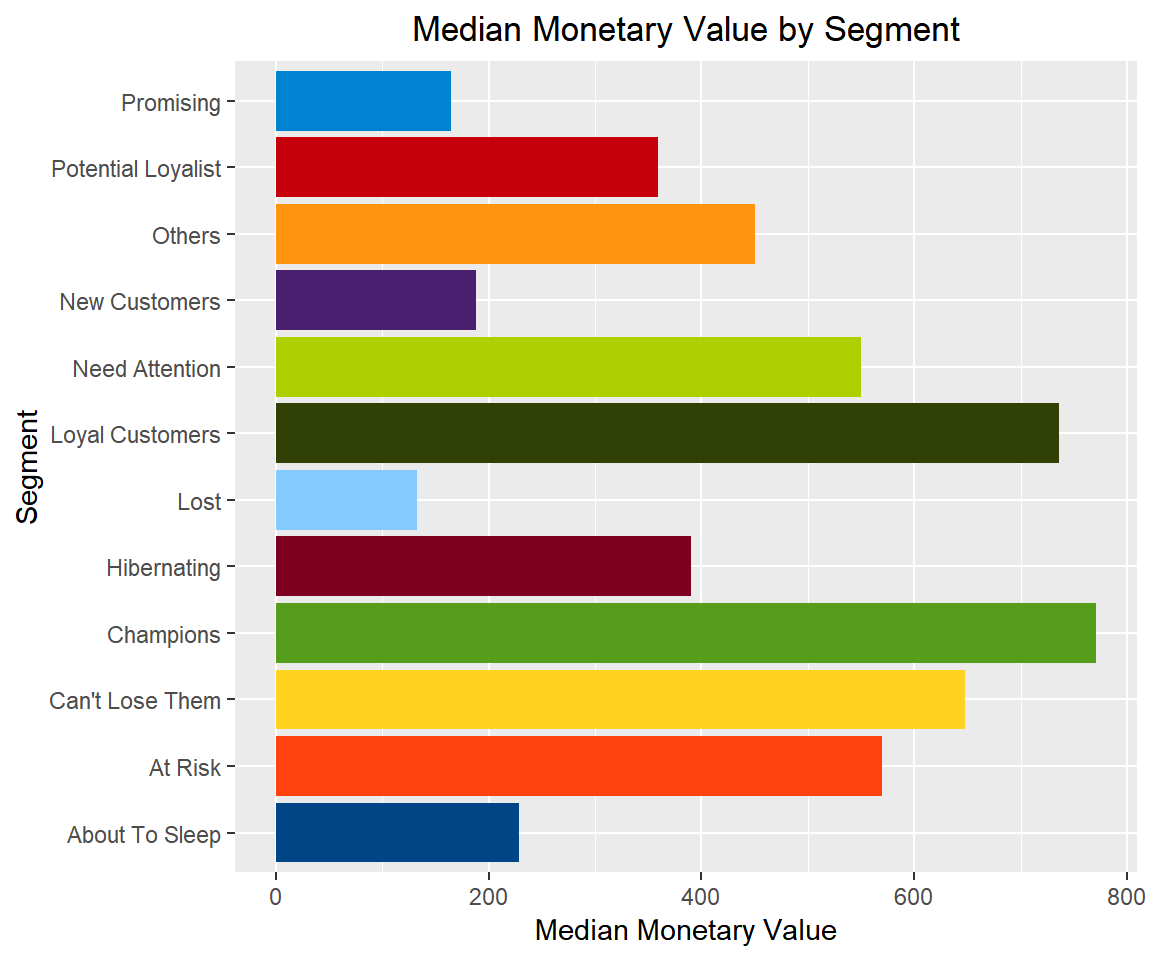 Median Monetary Value by Segment
Promising
Potential Loyalist
Others
New Customers
Need Attention
Loyal Customers
Lost
Hibernating
Champions
Can't Lose Them
At Risk
About To Sleep
Segment
0 200 400 600 800
Median Monetary Value